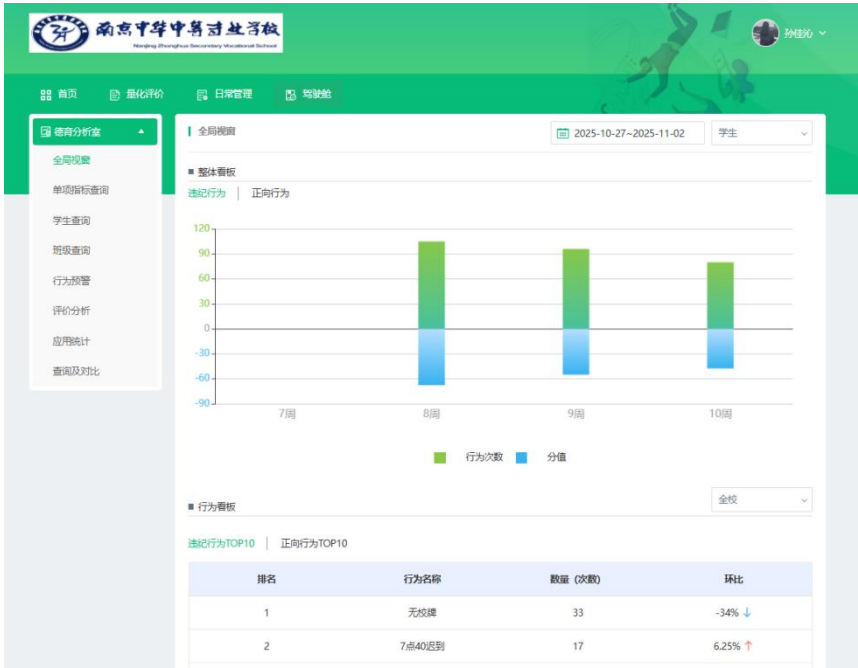 南京中华中等专业学校
Nanjing Zhonghua Secondary Vocational School
孙佳沁
首页 量化评价 日常管理 驾驶舱
德育分析室
全局视窗 2025-10-27~2025-11-02 学生
全局视窗
单项指标查询
学生查询
班级查询
行为预警
评价分析
应用统计
查询及对比
整体看板
违纪行为 正向行为
120
90
60
30
0
-30
-60
-90
7周 8周 9周 10周
行为次数 分值
行为看板 全校
违纪行为TOP10 正向行为TOP10
排名 行为名称 数量 (次数) 环比
1 无校牌 33 -34% ↓
2 7点40迟到 17 6.25% ↑